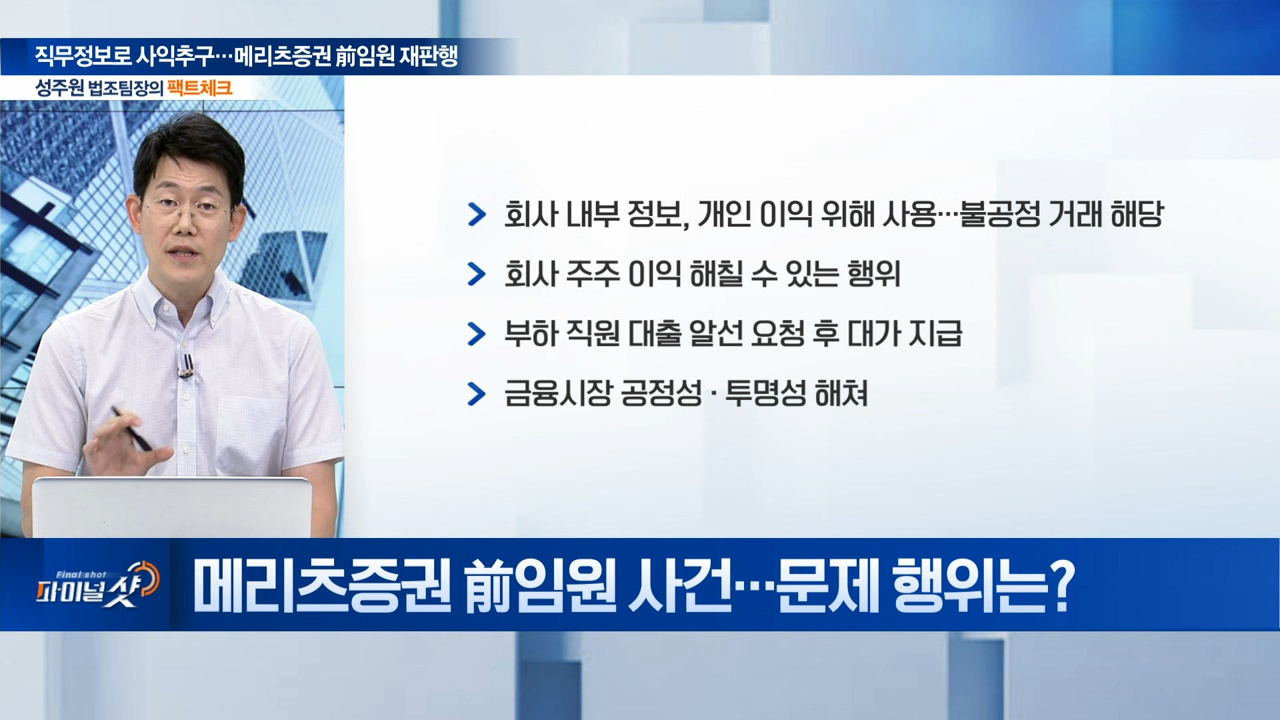 직무정보로 사익추구…메리츠증권 前임원 재판행
성주원 법조팀장의 팩트체크
회사 내부 정보, 개인 이익 위해 사용…불공정 거래 해당
회사 주주 이익 해칠 수 있는 행위
부하 직원 대출 알선 요청 후 대가 지급
금융시장 공정성·투명성 해쳐
Final shot
파이널샷
메리츠증권 前임원 사건…문제 행위는?